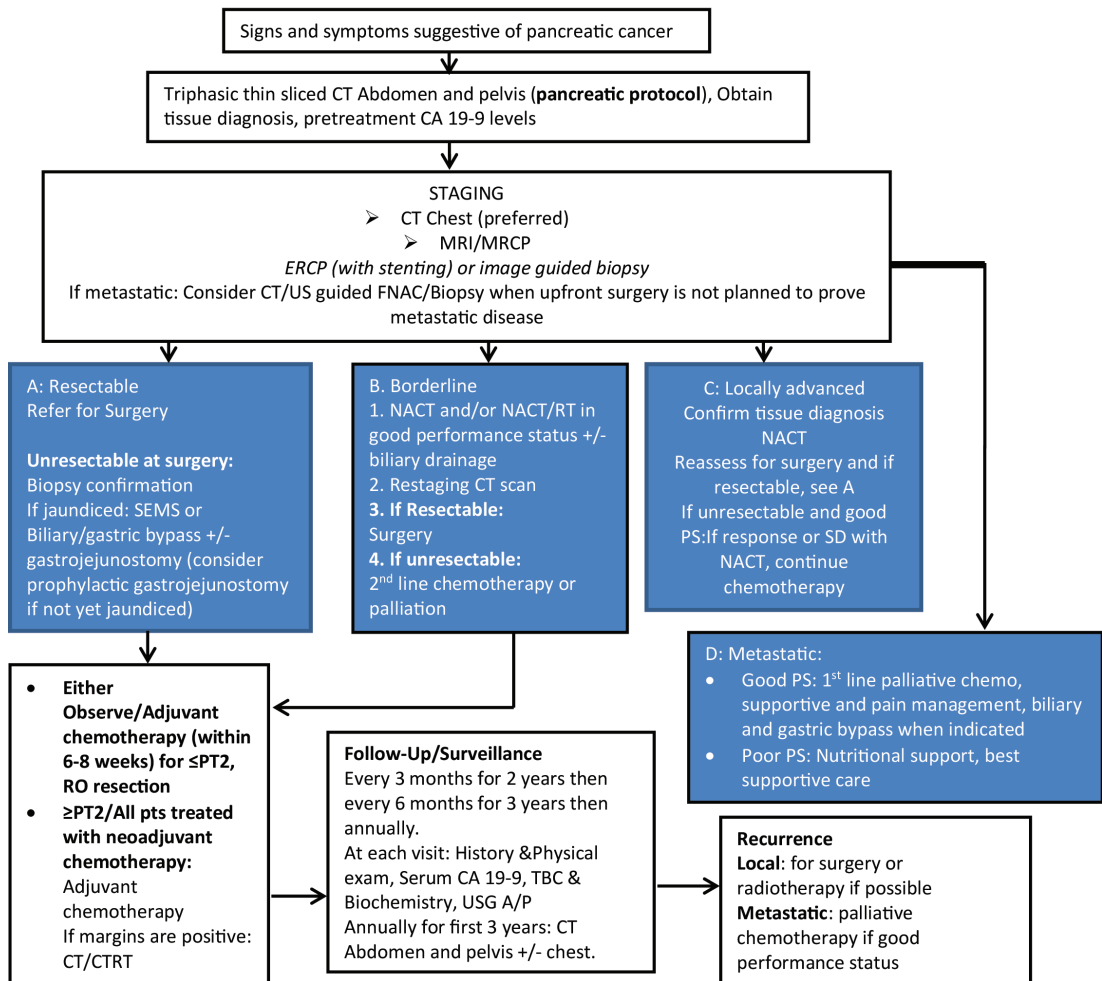 Signs and symptoms suggestive of pancreatic cancer
Triphasic thin sliced CT Abdomen and pelvis (pancreatic protocol), Obtain
tissue diagnosis, pretreatment CA 19-9 levels
STAGING
➢ CT Chest (preferred)
➢ MRI/MRCP
ERCP (with stenting) or image guided biopsy
If metastatic: Consider CT/US guided FNAC/Biopsy when upfront surgery is not planned to prove
metastatic disease
A: Resectable
Refer for Surgery
Unresectable at surgery:
Biopsy confirmation
If jaundiced: SEMS or
Biliary/gastric bypass +/-
gastrojejunostomy (consider
prophylactic gastrojejunostomy
if not yet jaundiced)
B. Borderline
1. NACT and/or NACT/RT in
good performance status +/-
biliary drainage
2. Restaging CT scan
3. If Resectable:
Surgery
4. If unresectable:
2nd line chemotherapy or
palliation
C: Locally advanced
Confirm tissue diagnosis
NACT
Reassess for surgery and if
resectable, see A
If unresectable and good
PS:If response or SD with
NACT, continue
chemotherapy
D: Metastatic:
• Good PS: 1st line palliative chemo,
supportive and pain management, biliary
and gastric bypass when indicated
• Poor PS: Nutritional support, best
supportive care
• Either
Observe/Adjuvant
chemotherapy (within
6-8 weeks) for ≤PT2,
RO resection
• ≥PT2/All pts treated
with neoadjuvant
chemotherapy:
Adjuvant
chemotherapy
If margins are positive:
CT/CTRT
Follow-Up/Surveillance
Every 3 months for 2 years then
every 6 months for 3 years then
annually.
At each visit: History &Physical
exam, Serum CA 19-9, TBC &
Biochemistry, USG A/P
Annually for first 3 years: CT
Abdomen and pelvis +/- chest.
Recurrence
Local: for surgery or
radiotherapy if possible
Metastatic: palliative
chemotherapy if good
performance status